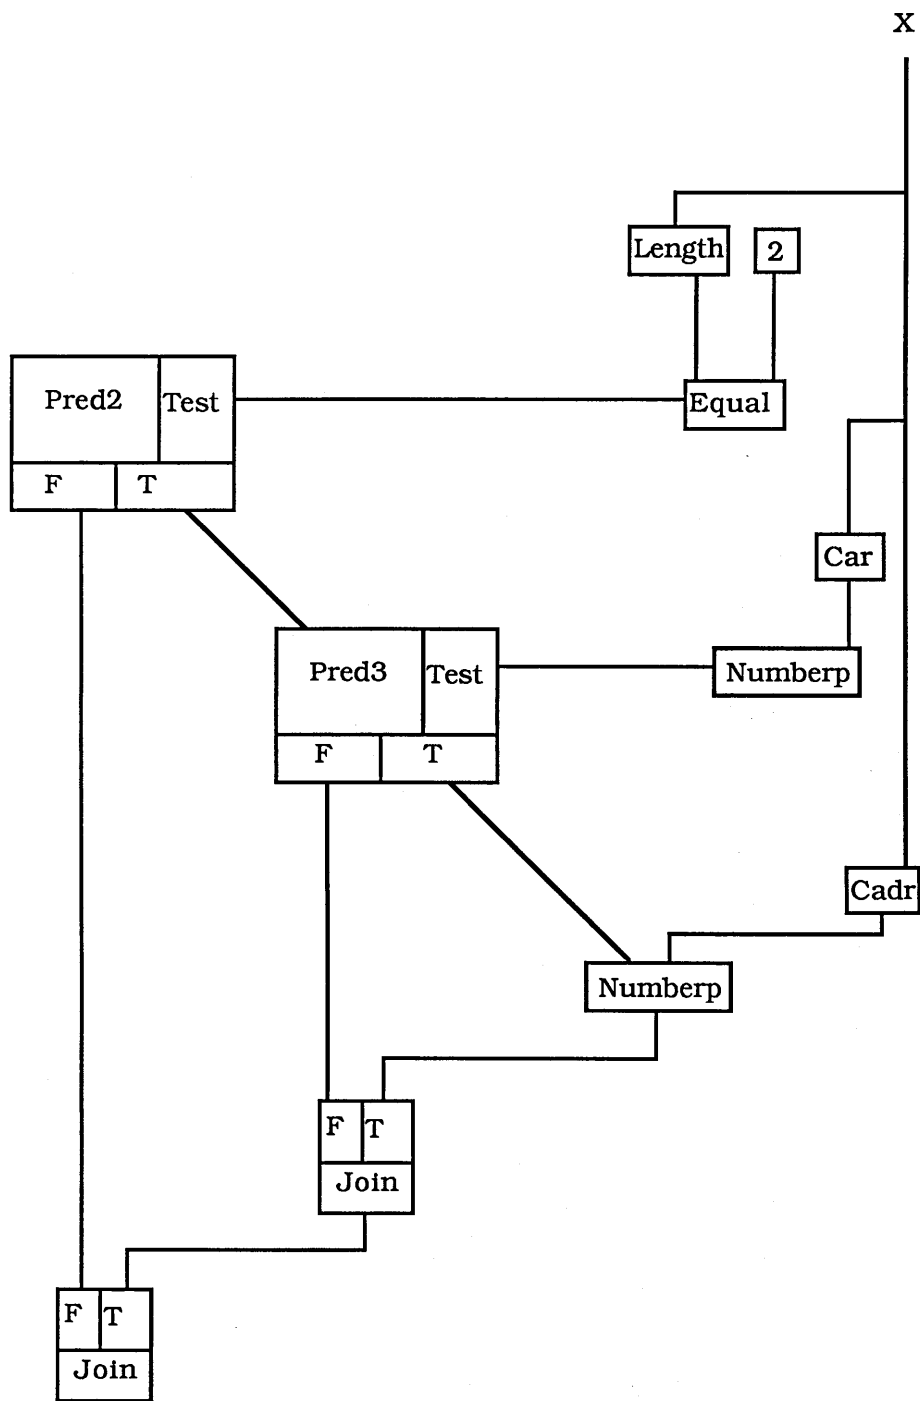 X
Length
2
Pred2
Test
Equal
F
T
Car
Pred3
Test
Numberp
F
T
Cadr
Numberp
F
T
Join
F
T
Join